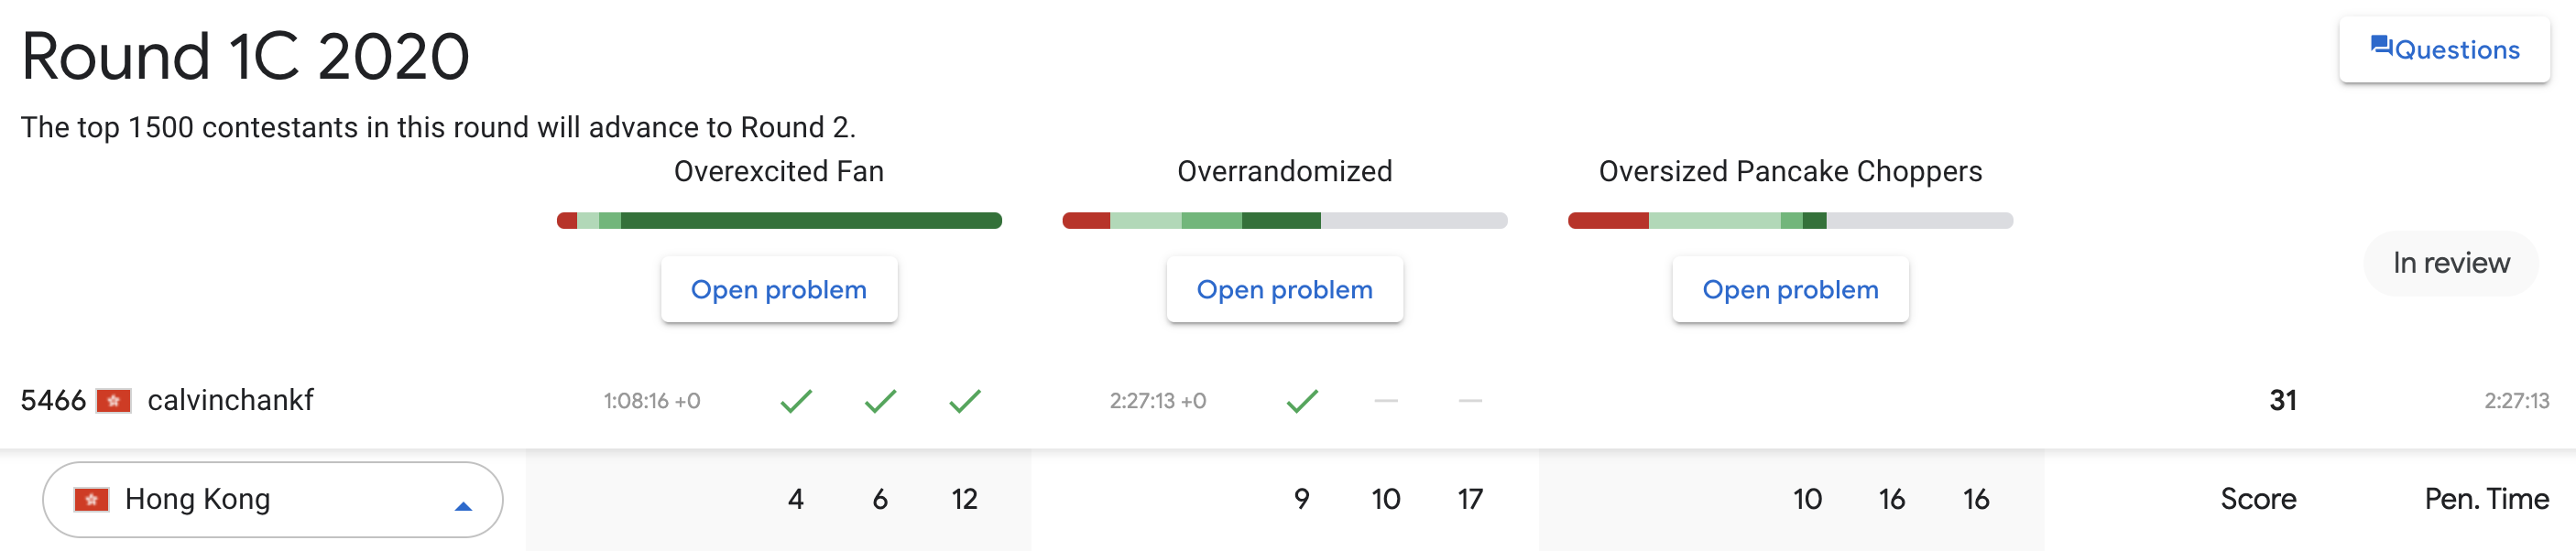 Round 1C 2020
Questions
The top 1500 contestants in this round will advance to Round 2.
Overexcited Fan Overrandomized Oversized Pancake Choppers
Open problem Open problem Open problem
In review
5466 calvinchankf 1:08:16 +0 2:27:13 +0 31 2:27:13
Hong Kong 4 6 12 9 10 17 10 16 16 Score Pen. Time